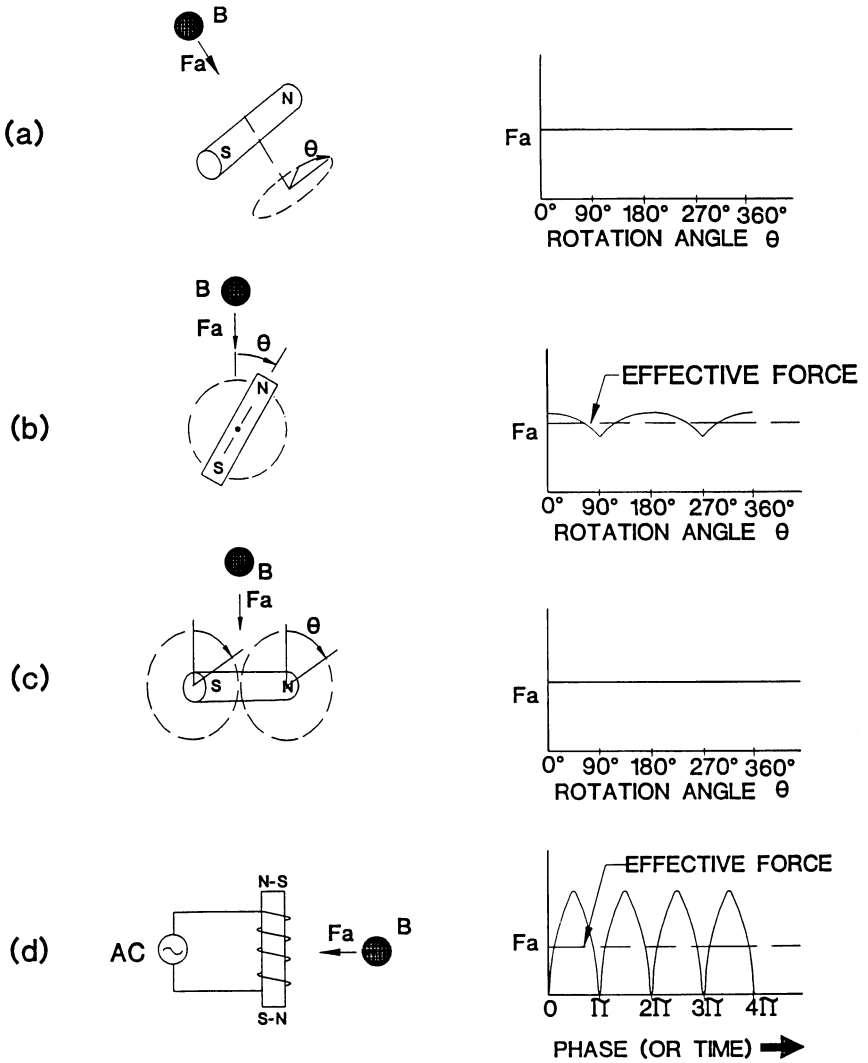 B
Fa
N
(a)
S
θ
Fa
0° 90° 180° 270° 360°
ROTATION ANGLE θ
B
Fa
θ
N
(b)
S
EFFECTIVE FORCE
Fa
0° 90° 180° 270° 360°
ROTATION ANGLE θ
B
Fa
θ
(c)
S N
Fa
0° 90° 180° 270° 360°
ROTATION ANGLE θ
N-S
(d)
AC
Fa
B
S-N
EFFECTIVE FORCE
Fa
0 1π 2π 3π 4π
PHASE (OR TIME)